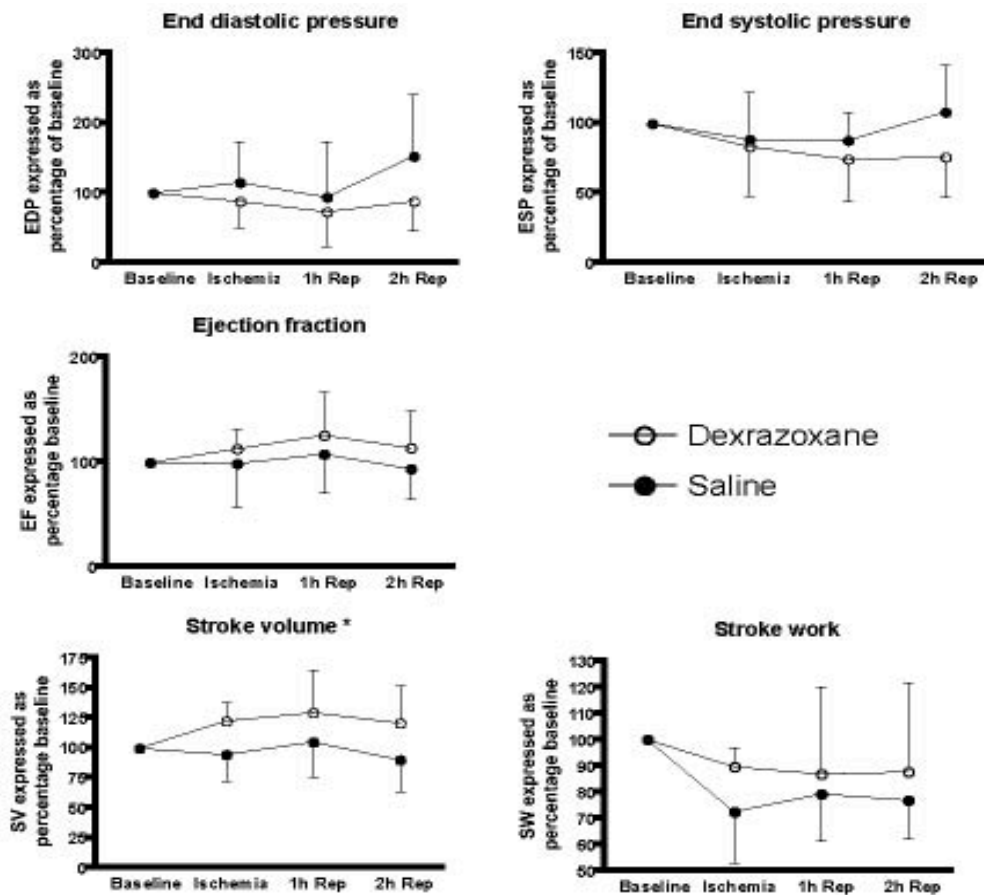 End diastolic pressure
EDP expressed as
percentage of baseline
300
200
100
0
Baseline Ischemiz 1h Rep 2h Rep
End systolic pressure
ESP expressed as
percentage of baseline
150
100
50
0
Baseline Ischemia 1h Rep 2h Rep
Ejection fraction
EF expressed as
percentage baseline
200
100
0
Baseline Ischemia 1h Rep 2h Rep
Dexrazoxane
Saline
Stroke volume *
SV expressed as
percentage baseline
175
150
125
100
75
50
25
0
Baseline Ischemia 1h Rep 2h Rep
Stroke work
SW expressed as
percentage baseline
130
120
110
100
90
80
70
60
50
Baseline Ischemia 1h Rep 2h Rep